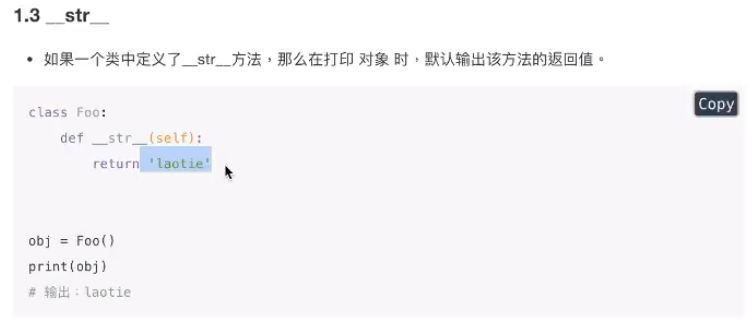 1.3 __str__
• 如果一个类中定义了__str__方法，那么在打印 对象 时，默认输出该方法的返回值。
Copy
class Foo:
    def __str__(self):
        return 'laotie'
obj = Foo()
print(obj)
# 输出：laotie